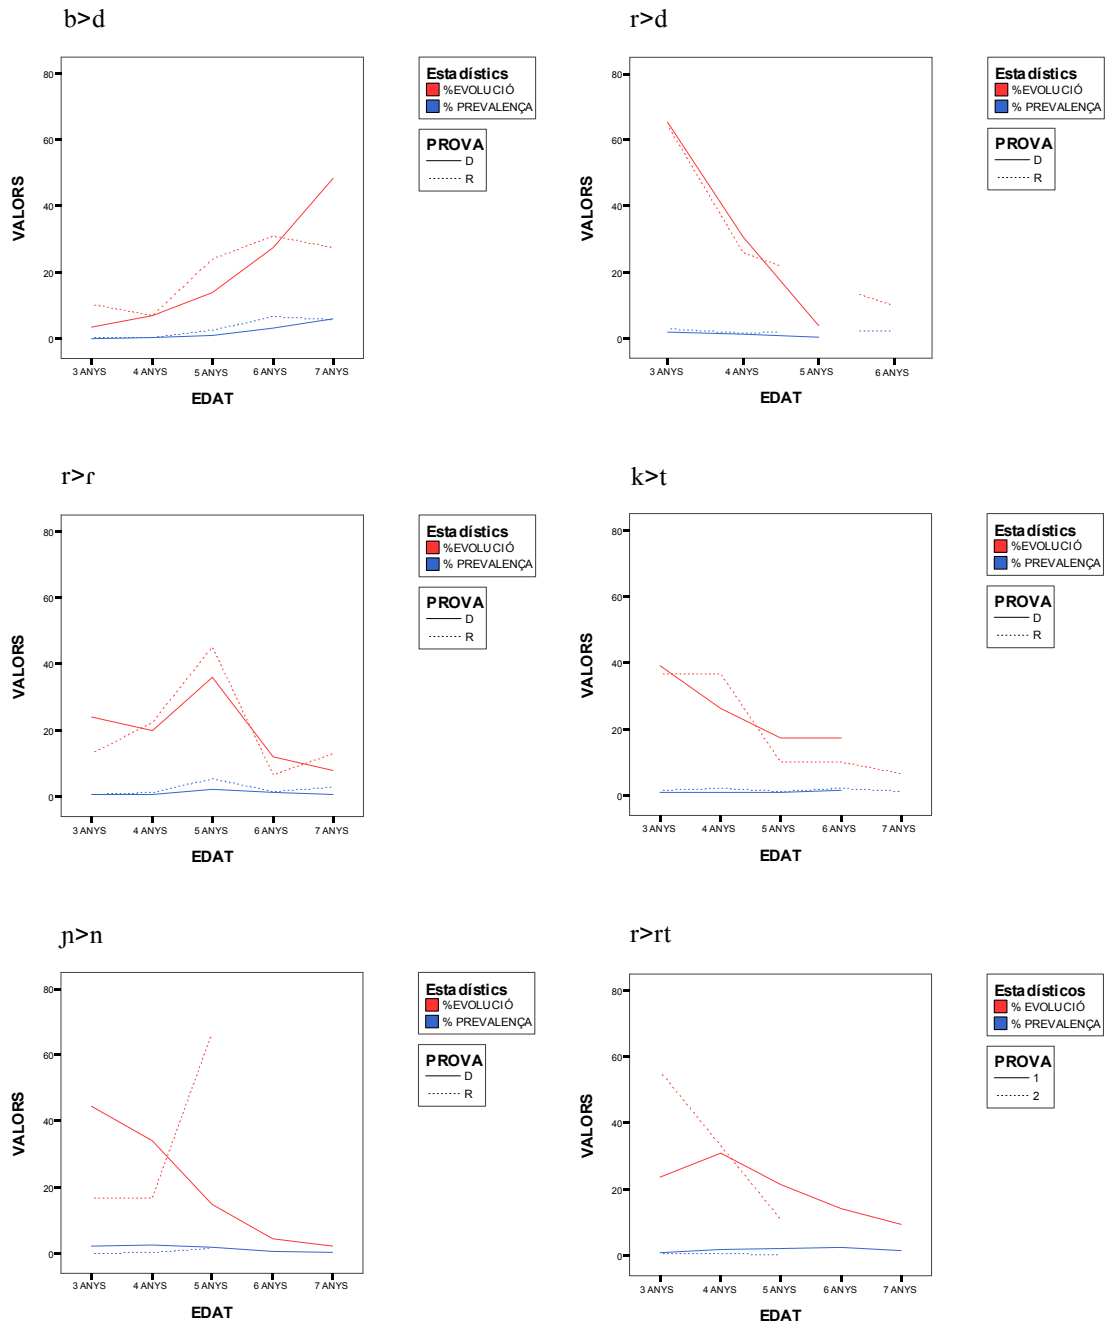 b>d
80
60
40
20
0
VALORS
3 ANYS 4 ANYS 5 ANYS 6 ANYS 7 ANYS
EDAT
Estadístics
%EVOLUCIÓ
% PREVALENÇA
PROVA
D
R
r>d
80
60
40
20
0
VALORS
3 ANYS 4 ANYS 5 ANYS 6 ANYS
EDAT
Estadístics
%EVOLUCIÓ
% PREVALENÇA
PROVA
D
R
r>ɾ
80
60
40
20
0
VALORS
3 ANYS 4 ANYS 5 ANYS 6 ANYS 7 ANYS
EDAT
Estadístics
%EVOLUCIÓ
% PREVALENÇA
PROVA
D
R
k>t
80
60
40
20
0
VALORS
3 ANYS 4 ANYS 5 ANYS 6 ANYS 7 ANYS
EDAT
Estadístics
%EVOLUCIÓ
% PREVALENÇA
PROVA
D
R
ɲ>n
80
60
40
20
0
VALORS
3 ANYS 4 ANYS 5 ANYS 6 ANYS 7 ANYS
EDAT
Estadístics
%EVOLUCIÓ
% PREVALENÇA
PROVA
D
R
r>rt
80
60
40
20
0
VALORS
3 ANYS 4 ANYS 5 ANYS 6 ANYS 7 ANYS
EDAT
Estadísticos
% EVOLUCIÓ
% PREVALENÇA
PROVA
1
2